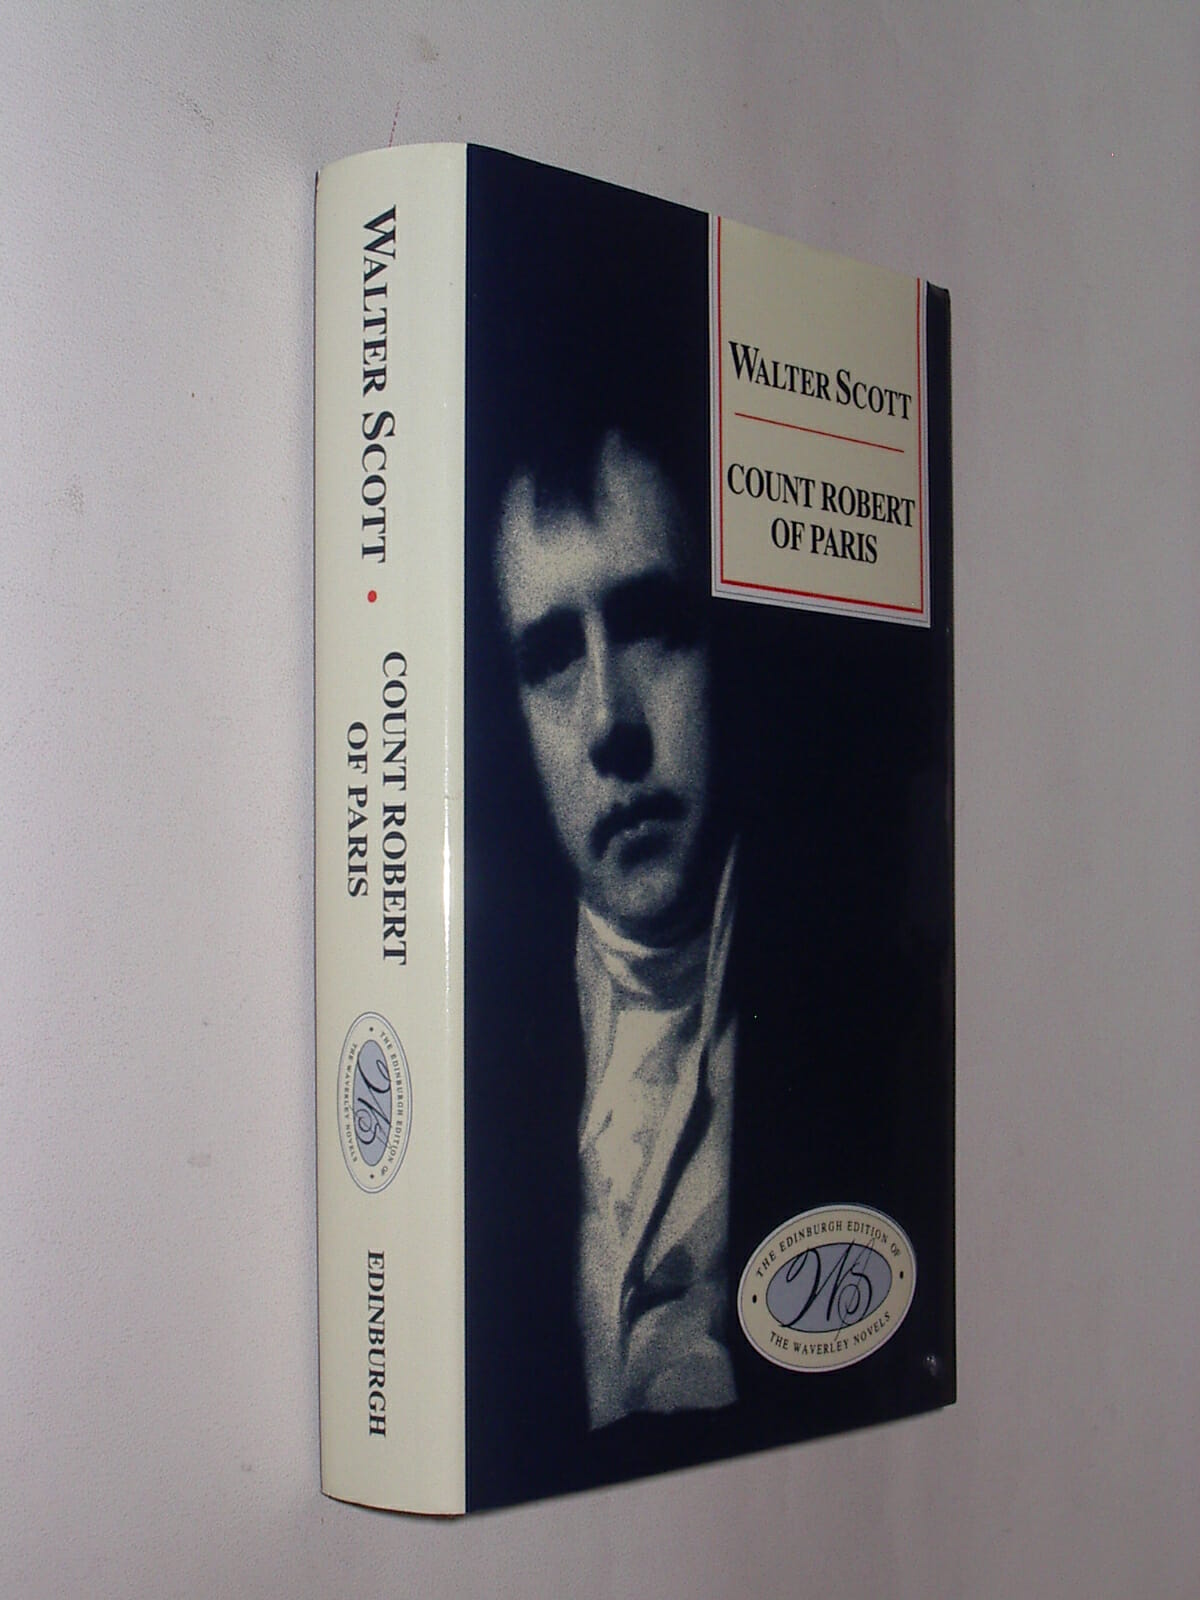 WALTER SCOTT • COUNT ROBERT
OF PARIS
THE EDINBURGH EDITION OF
WS
• THE WAVERLEY NOVELS •
EDINBURGH
WALTER SCOTT
COUNT ROBERT
OF PARIS
THE EDINBURGH EDITION OF
WS
• THE WAVERLEY NOVELS •